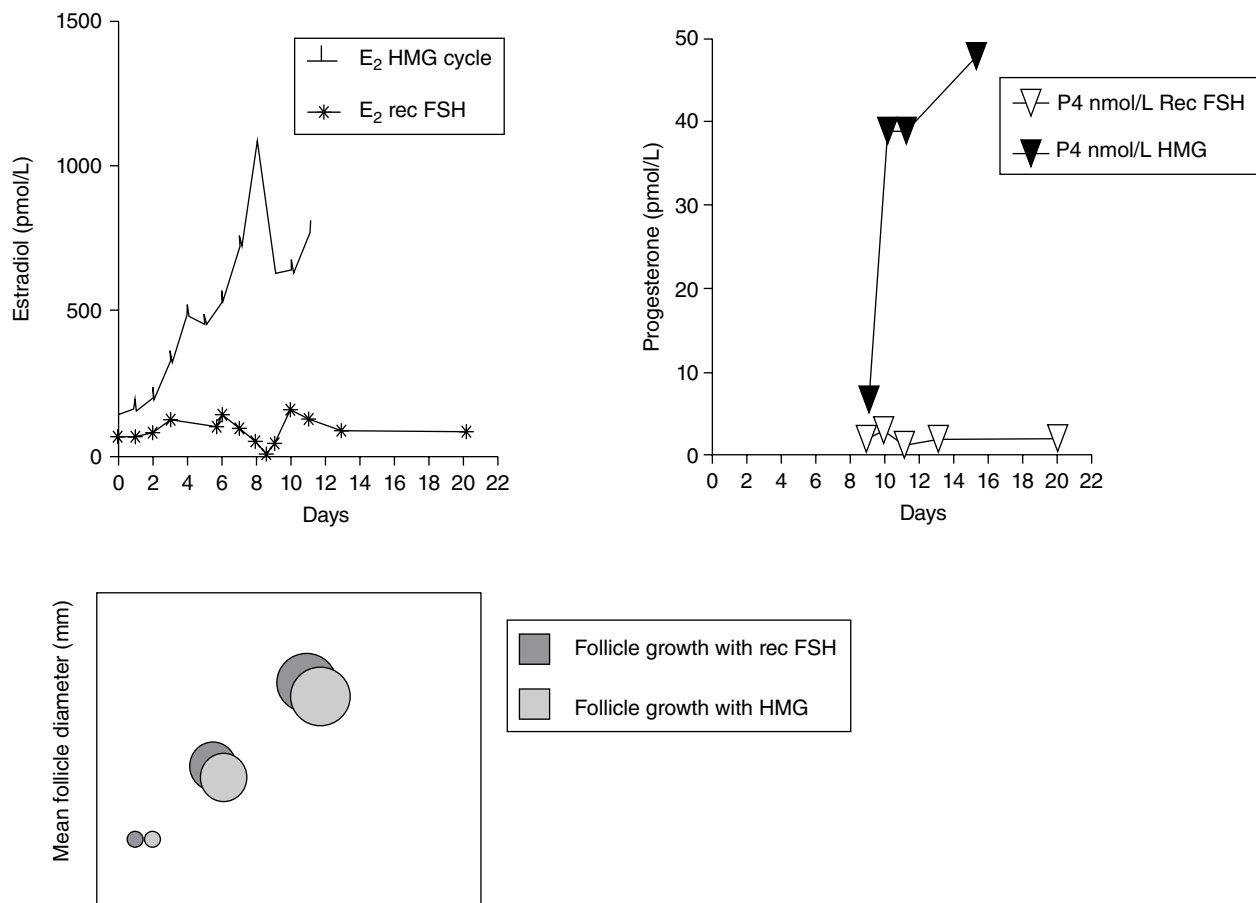 1500
1000
500
0
Estradiol (pmol/L)
0 2 4 6 8 10 12 14 16 18 20 22
Days
E₂ HMG cycle
E₂ rec FSH
50
40
30
20
10
0
Progesterone (pmol/L)
0 2 4 6 8 10 12 14 16 18 20 22
Days
P4 nmol/L Rec FSH
P4 nmol/L HMG
Mean follicle diameter (mm)
Follicle growth with rec FSH
Follicle growth with HMG